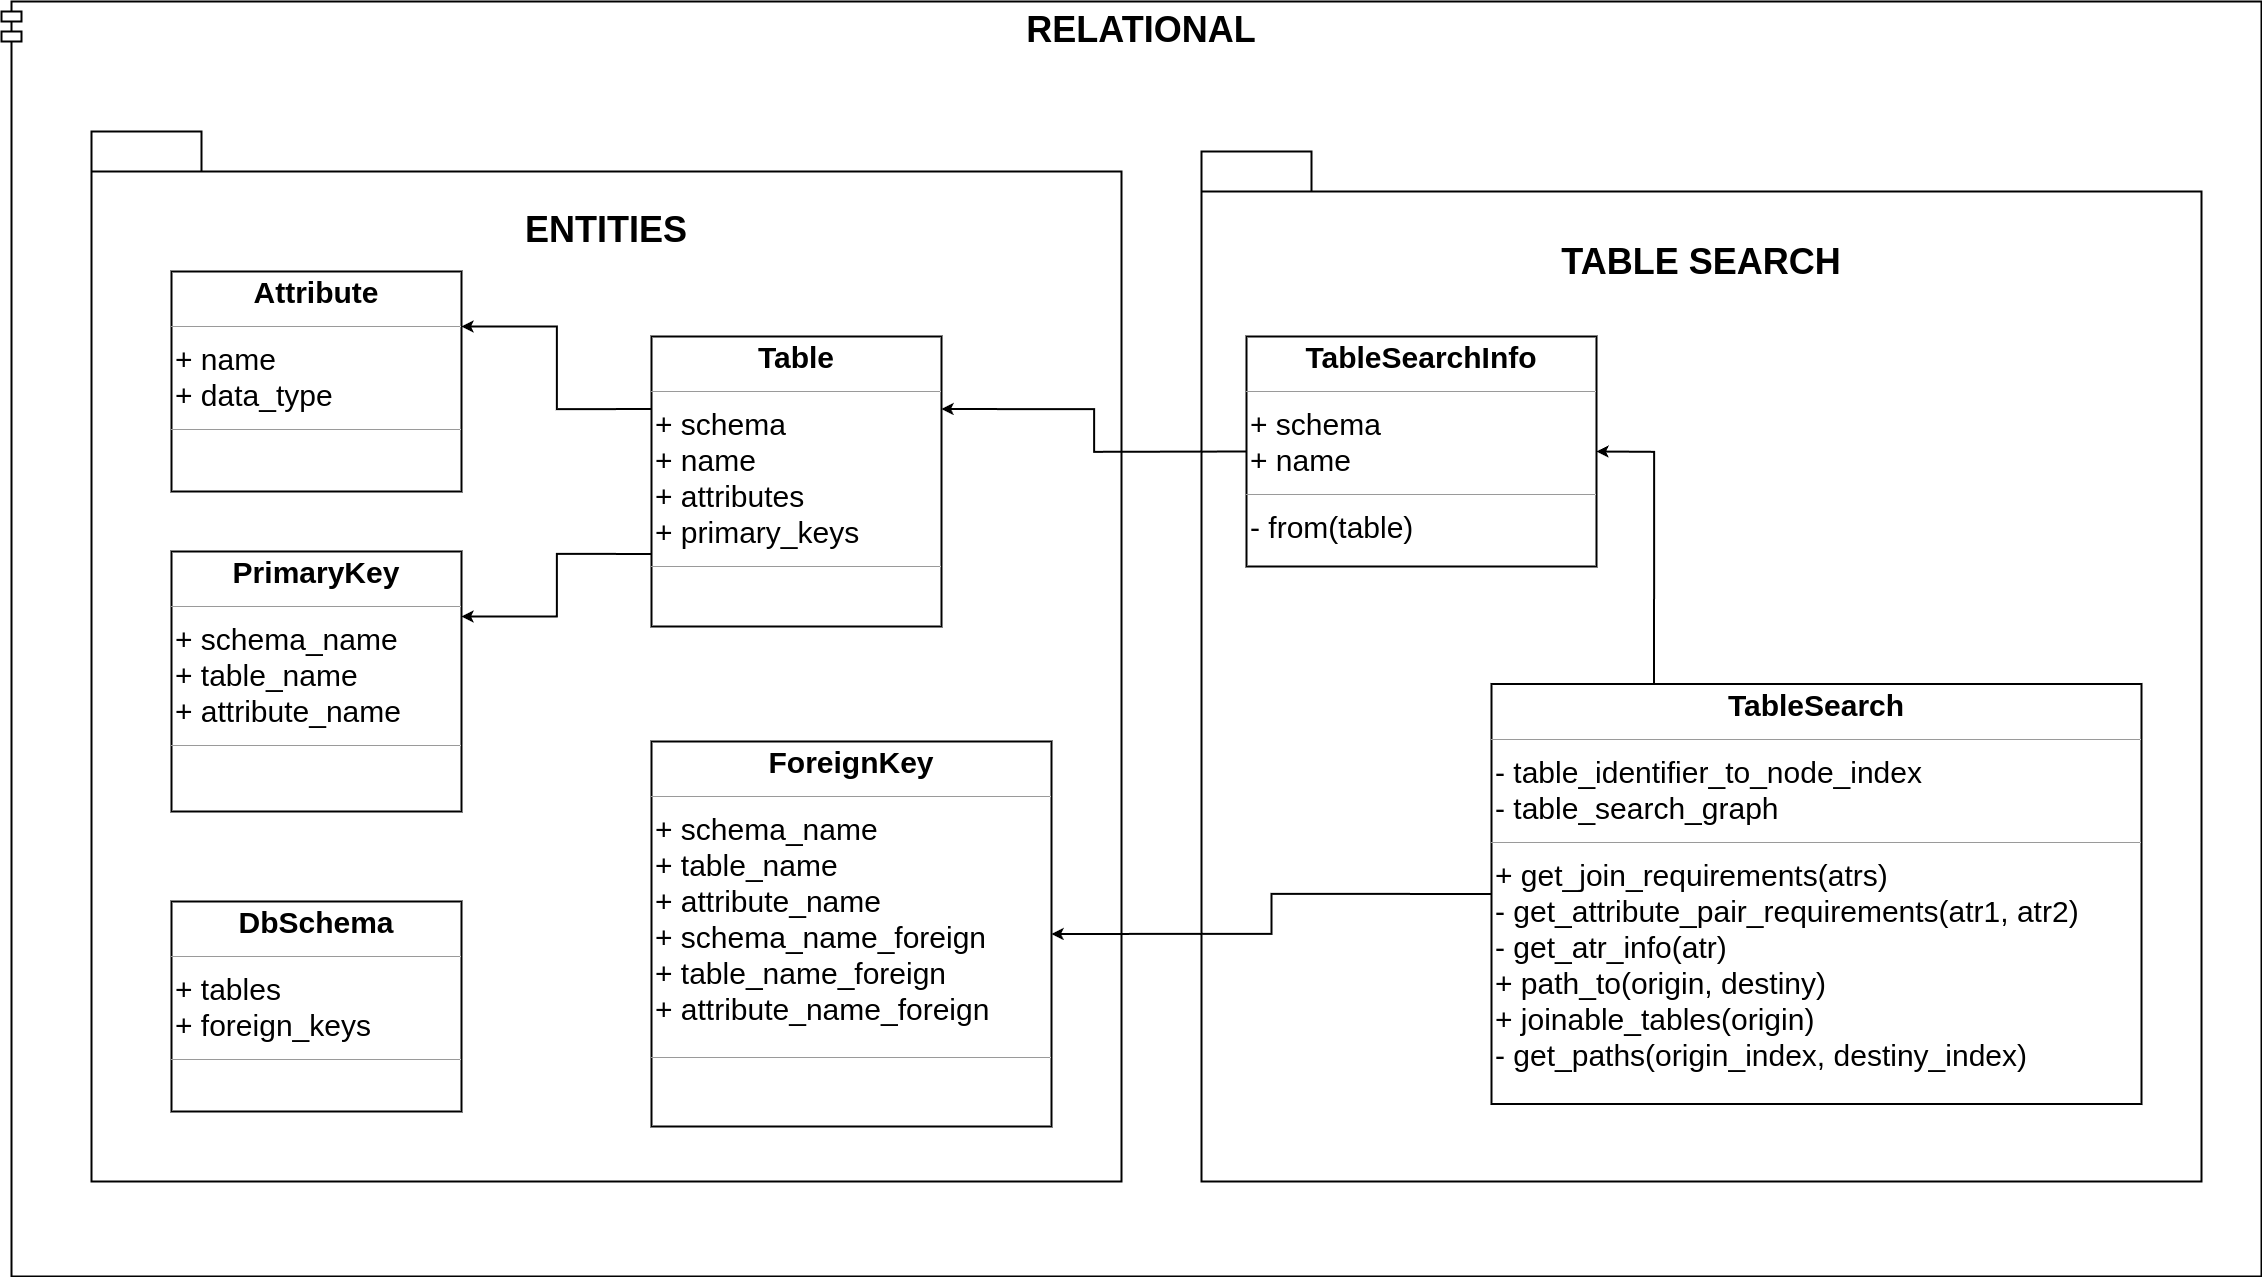 RELATIONAL
ENTITIES
Attribute
+ name
+ data_type
PrimaryKey
+ schema_name
+ table_name
+ attribute_name
DbSchema
+ tables
+ foreign_keys
Table
+ schema
+ name
+ attributes
+ primary_keys
ForeignKey
+ schema_name
+ table_name
+ attribute_name
+ schema_name_foreign
+ table_name_foreign
+ attribute_name_foreign
TABLE SEARCH
TableSearchInfo
+ schema
+ name
- from(table)
TableSearch
- table_identifier_to_node_index
- table_search_graph
+ get_join_requirements(atrs)
- get_attribute_pair_requirements(atr1, atr2)
- get_atr_info(atr)
+ path_to(origin, destiny)
+ joinable_tables(origin)
- get_paths(origin_index, destiny_index)